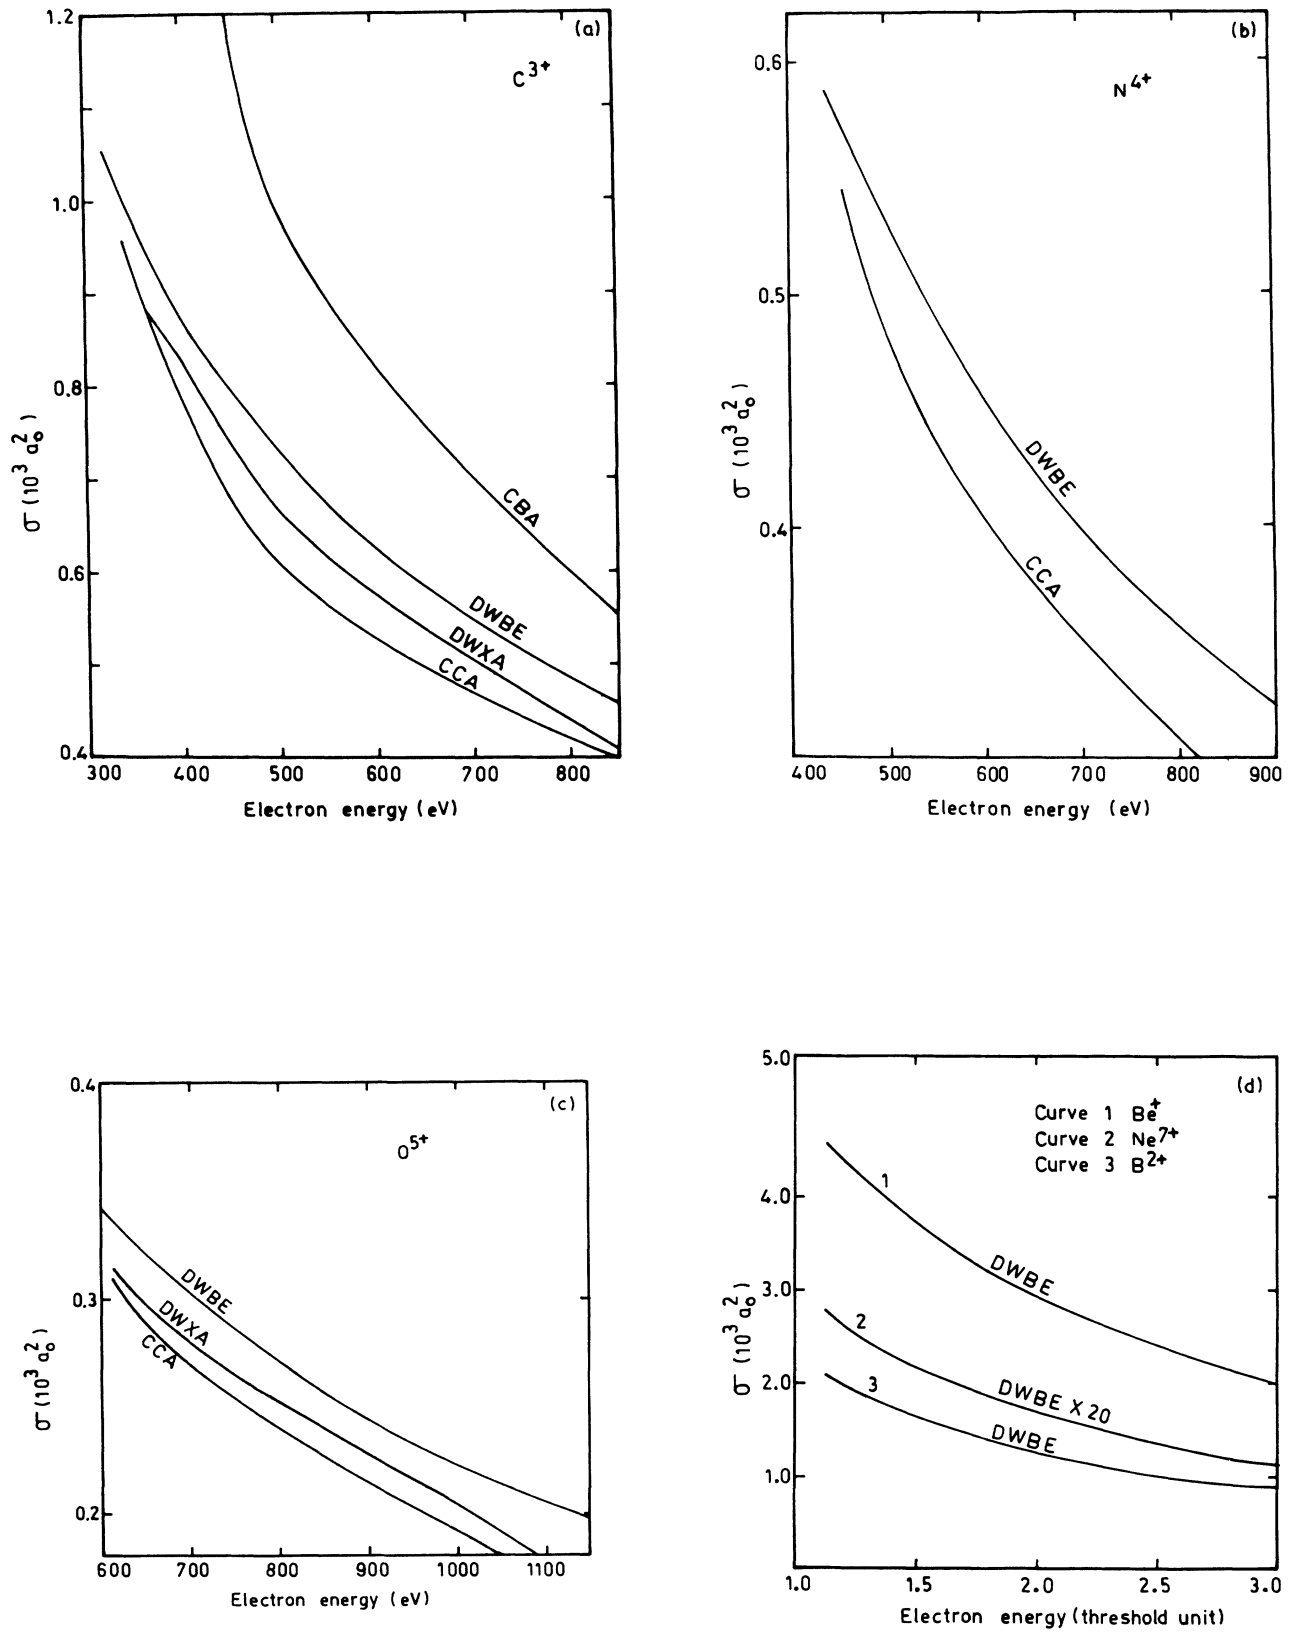 (a)
C³⁺
1.2
1.0
0.8
0.6
0.4
σ (10³ a₀²)
CBA
DWBE
DWXA
CCA
300 400 500 600 700 800
Electron energy (eV)
(b)
N⁴⁺
0.6
0.5
0.4
σ (10³ a₀²)
DWBE
CCA
400 500 600 700 800 900
Electron energy (eV)
(c)
O⁵⁺
0.4
0.3
0.2
σ (10³ a₀²)
DWBE
DWXA
CCA
600 700 800 900 1000 1100
Electron energy (eV)
(d)
Curve 1 Be⁺
Curve 2 Ne⁷⁺
Curve 3 B²⁺
5.0
4.0
3.0
2.0
1.0
σ (10³ a₀²)
1
DWBE
2
DWBE X 20
3
DWBE
1.0 1.5 2.0 2.5 3.0
Electron energy (threshold unit)